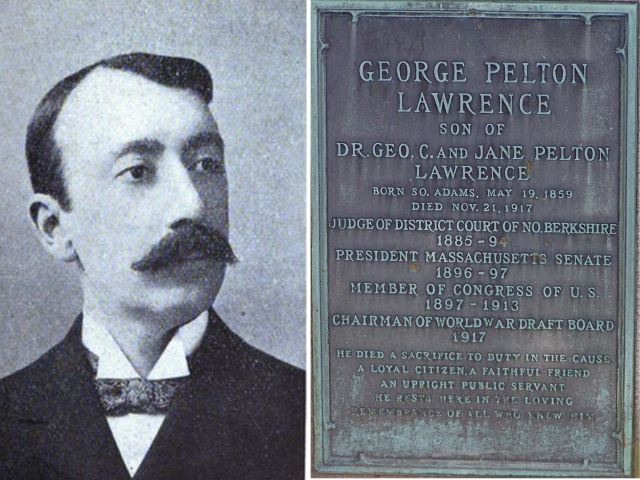 GEORGE PELTON
LAWRENCE
SON OF
DR. GEO. C. AND JANE PELTON
LAWRENCE
BORN SO. ADAMS, MAY 19, 1859
DIED NOV. 21, 1917
JUDGE OF DISTRICT COURT OF NO. BERKSHIRE
1885 - 94
PRESIDENT MASSACHUSETTS SENATE
1896 - 97
MEMBER OF CONGRESS OF U.S.
1897 - 1913
CHAIRMAN OF WORLD WAR DRAFT BOARD
1917
HE DIED A SACRIFICE TO DUTY IN THE CAUSE
A LOYAL CITIZEN, A FAITHFUL FRIEND
AN UPRIGHT PUBLIC SERVANT
HE RESTS HERE IN THE LOVING
REMEMBRANCE OF ALL WHO KNEW HIM